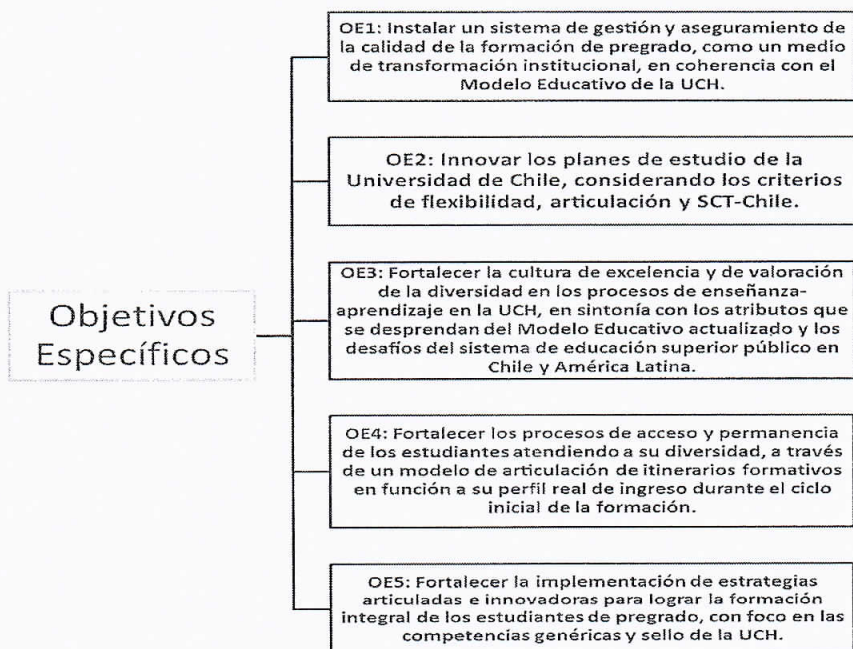 Objetivos
Específicos
OE1: Instalar un sistema de gestión y aseguramiento de
la calidad de la formación de pregrado, como un medio
de transformación institucional, en coherencia con el
Modelo Educativo de la UCH.
OE2: Innovar los planes de estudio de la
Universidad de Chile, considerando los criterios
de flexibilidad, articulación y SCT-Chile.
OE3: Fortalecer la cultura de excelencia y de valoración
de la diversidad en los procesos de enseñanza-
aprendizaje en la UCH, en sintonía con los atributos que
se desprendan del Modelo Educativo actualizado y los
desafíos del sistema de educación superior público en
Chile y América Latina.
OE4: Fortalecer los procesos de acceso y permanencia
de los estudiantes atendiendo a su diversidad, a través
de un modelo de articulación de itinerarios formativos
en función a su perfil real de ingreso durante el ciclo
inicial de la formación.
OE5: Fortalecer la implementación de estrategias
articuladas e innovadoras para lograr la formación
integral de los estudiantes de pregrado, con foco en las
competencias genéricas y sello de la UCH.